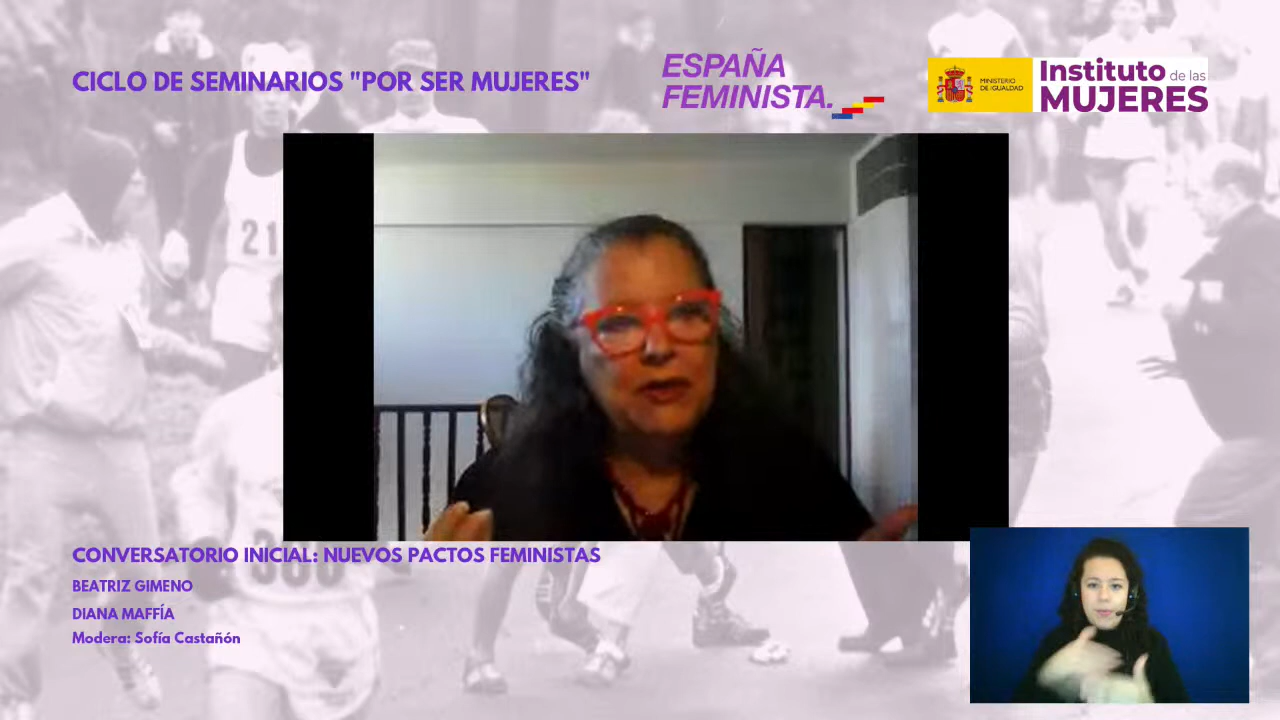 CICLO DE SEMINARIOS "POR SER MUJERES"
ESPAÑA
FEMINISTA.
MINISTERIO
DE IGUALDAD
Instituto de las
MUJERES
21
CONVERSATORIO INICIAL: NUEVOS PACTOS FEMINISTAS
BEATRIZ GIMENO
DIANA MAFFÍA
Modera: Sofía Castañón